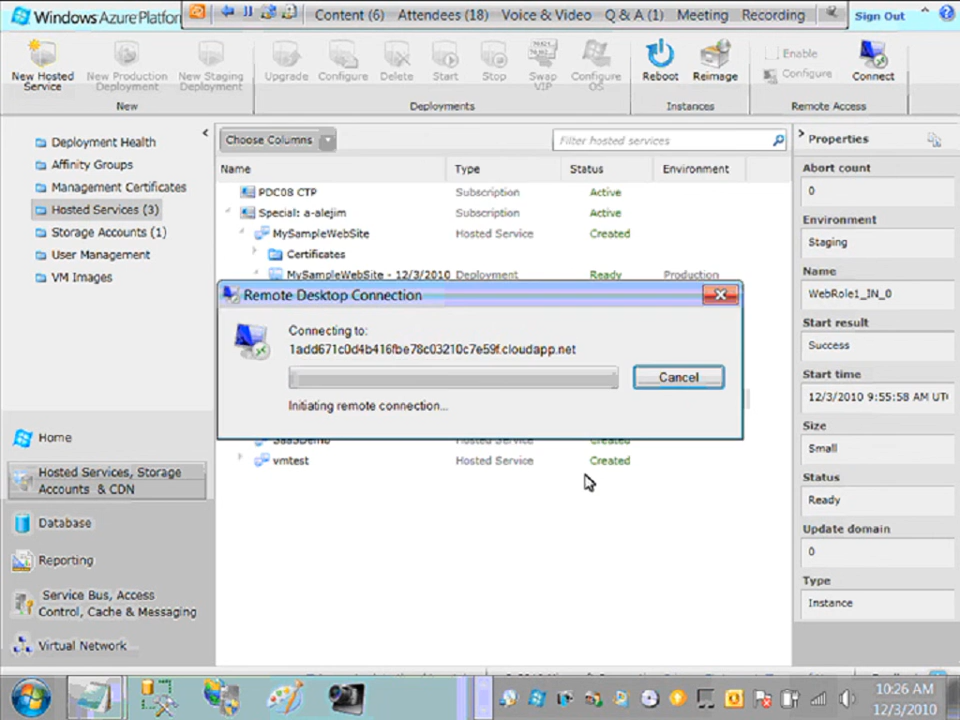 Windows Azure Platfor
Content (6) Attendees (18) Voice & Video Q & A (1) Meeting Recording
Sign Out
New Hosted
Service
New Production
Deployment
New Staging
Deployment
New
Upgrade
Configure
Delete
Start
Stop
Swap
VIP
Configure
OS
Deployments
Reboot
Reimage
Instances
Enable
Configure
Connect
Remote Access
Deployment Health
Affinity Groups
Management Certificates
Hosted Services (3)
Storage Accounts (1)
User Management
VM Images
Home
Hosted Services, Storage
Accounts & CDN
Database
Reporting
Service Bus, Access
Control, Cache & Messaging
Virtual Network
Choose Columns
Filter hosted services
Name Type Status Environment
PDC08 CTP Subscription Active
Special: a-alejim Subscription Active
MySampleWebSite Hosted Service Created
Certificates
MySampleWebSite - 12/3/2010 Deployment Ready Production
Remote Desktop Connection
Connecting to:
1add671c0d4b416fbe78c03210c7e59f.cloudapp.net
Cancel
Initiating remote connection...
SaaSDemo Hosted Service Created
vmtest Hosted Service Created
Properties
Abort count
0
Environment
Staging
Name
WebRole1_IN_0
Start result
Success
Start time
12/3/2010 9:55:58 AM UT
Size
Small
Status
Ready
Update domain
0
Type
Instance
10:26 AM
12/3/2010